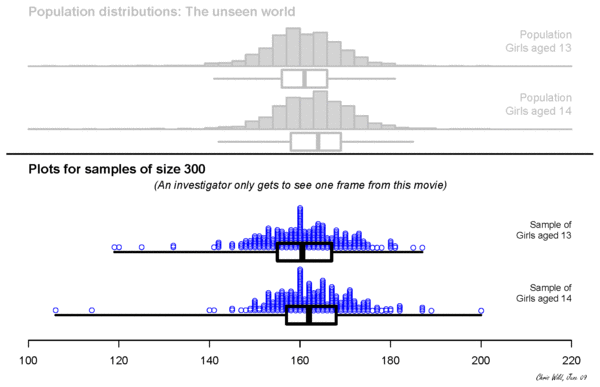 Population distributions: The unseen world
Population
Girls aged 13
Population
Girls aged 14
Plots for samples of size 300
(An investigator only gets to see one frame from this movie)
Sample of
Girls aged 13
Sample of
Girls aged 14
100 120 140 160 180 200 220
Chris Wild, Jun 09